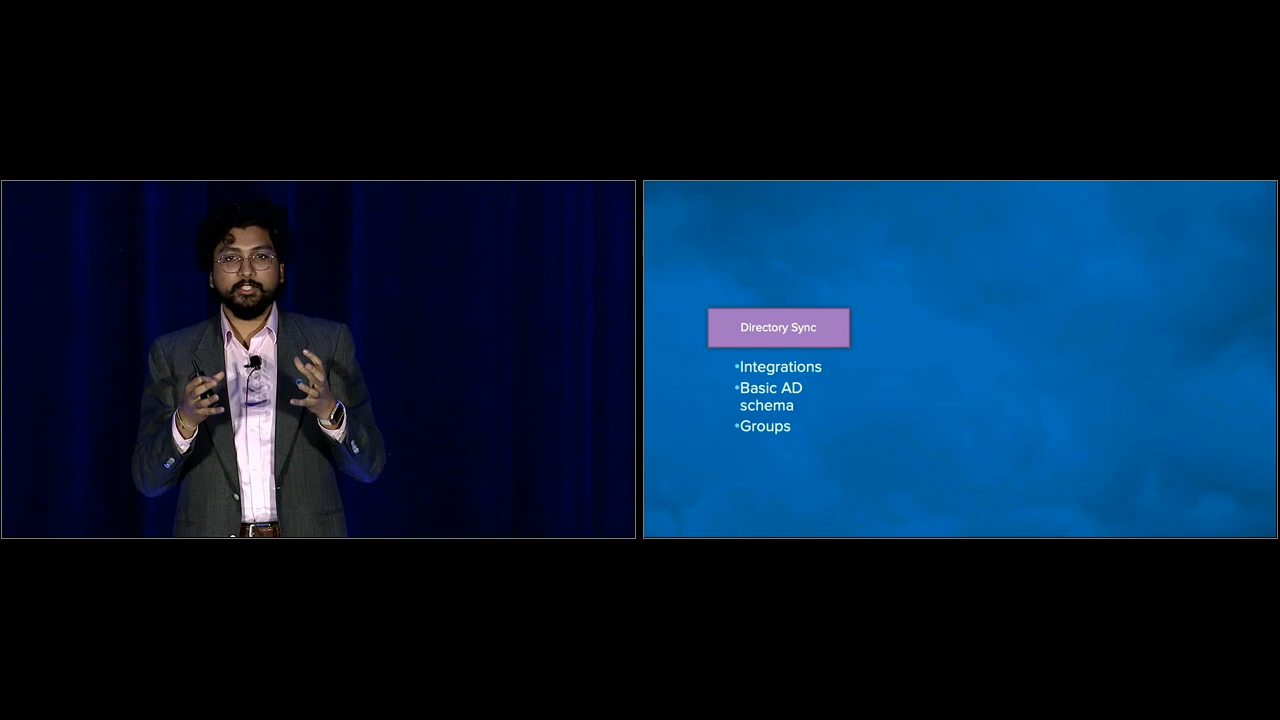 Directory Sync
•Integrations
•Basic AD
schema
•Groups